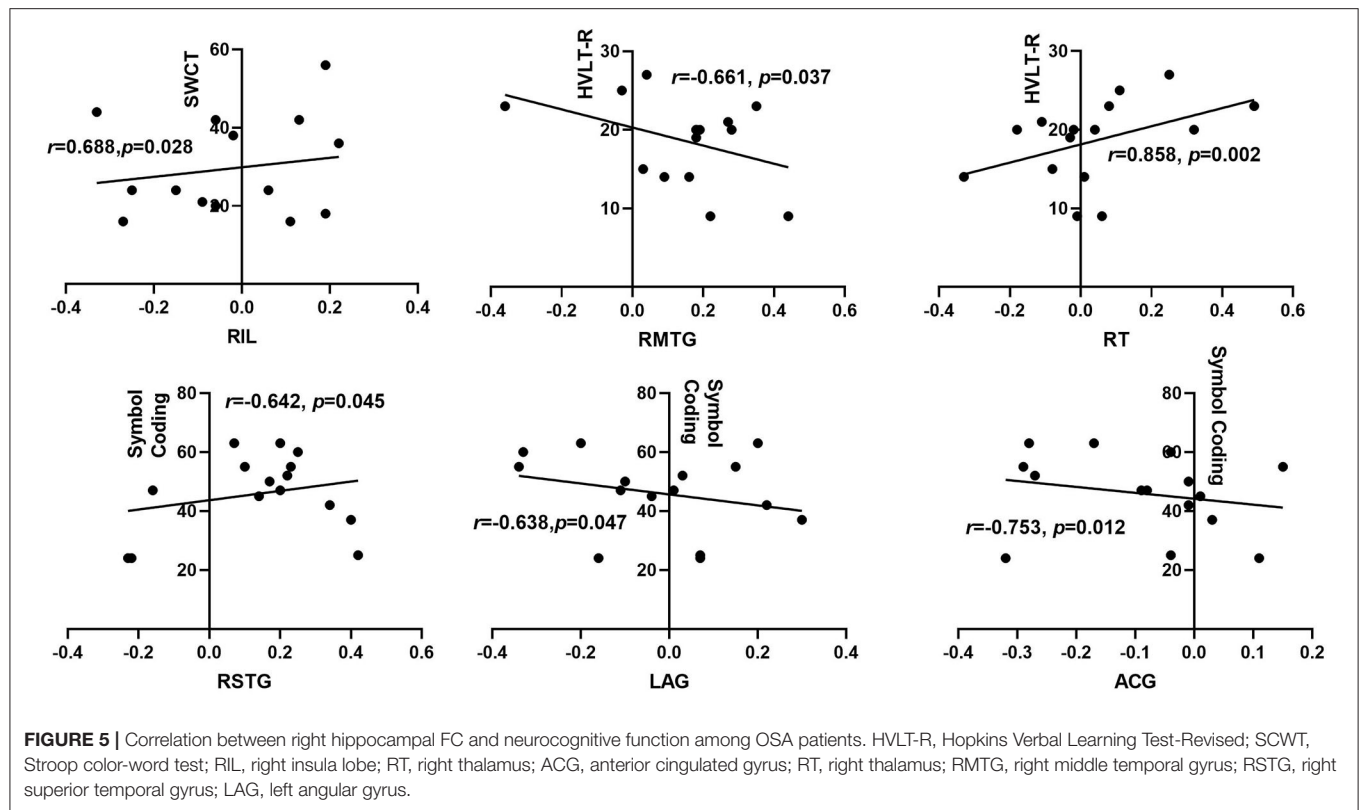 SWCT
60
40
20
r=0.688,p=0.028
-0.4 -0.2 0.0 0.2 0.4
RIL
HVLT-R
30
20
10
r=-0.661, p=0.037
-0.4 -0.2 0.0 0.2 0.4 0.6
RMTG
HVLT-R
30
20
10
r=0.858, p=0.002
-0.6 -0.4 -0.2 0.0 0.2 0.4 0.6
RT
Symbol
Coding
80
60
40
20
r=-0.642, p=0.045
-0.4 -0.2 0.0 0.2 0.4 0.6
RSTG
Symbol
Coding
80
60
40
20
r=-0.638,p=0.047
-0.4 -0.2 0.0 0.2 0.4
LAG
Symbol Coding
80
60
40
20
r=-0.753, p=0.012
-0.4 -0.3 -0.2 -0.1 0.0 0.1 0.2
ACG
FIGURE 5 | Correlation between right hippocampal FC and neurocognitive function among OSA patients. HVLT-R, Hopkins Verbal Learning Test-Revised; SCWT,
Stroop color-word test; RIL, right insula lobe; RT, right thalamus; ACG, anterior cingulated gyrus; RT, right thalamus; RMTG, right middle temporal gyrus; RSTG, right
superior temporal gyrus; LAG, left angular gyrus.